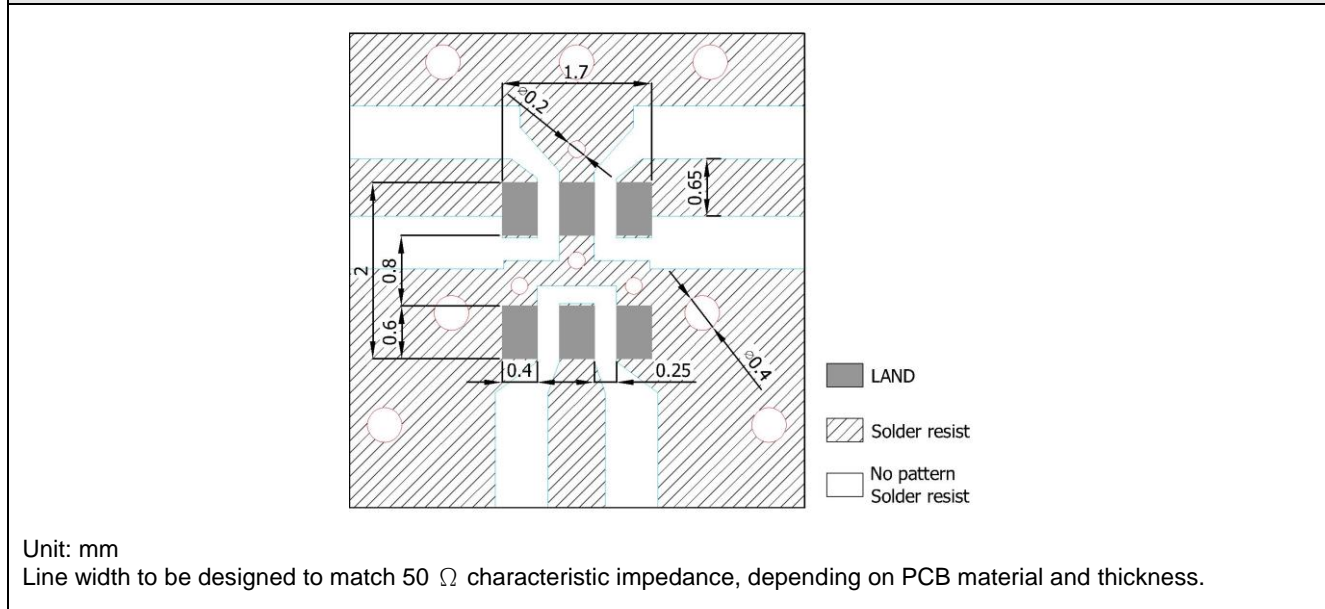 1.7
⌀0.2
0.65
2
0.8
0.6
⌀0.4
0.4
0.25
LAND
Solder resist
No pattern
Solder resist
Unit: mm
Line width to be designed to match 50 Ω characteristic impedance, depending on PCB material and thickness.